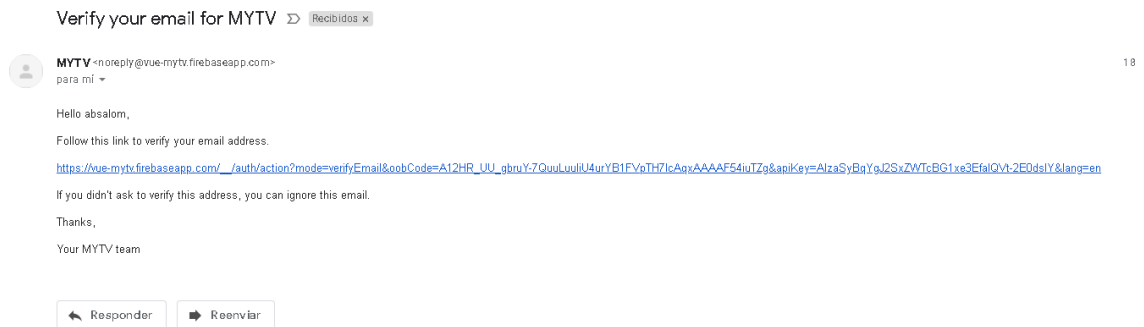 Verify your email for MYTV Recibidos x
MYTV <noreply@vue-mytv.firebaseapp.com> 18
para mí
Hello absalom,
Follow this link to verify your email address.
https://vue-mytv.firebaseapp.com/__/auth/action?mode=verifyEmail&oobCode=A12HR_UU_gbruY-7QuuLuuliU4urYB1FVpTH7lcAqxAAAAF54iuTZg&apiKey=AIzaSyBqYgJ2SxZWTcBG1xe3EfalQVt-2E0dslY&lang=en
If you didn't ask to verify this address, you can ignore this email.
Thanks,
Your MYTV team
Responder Reenviar